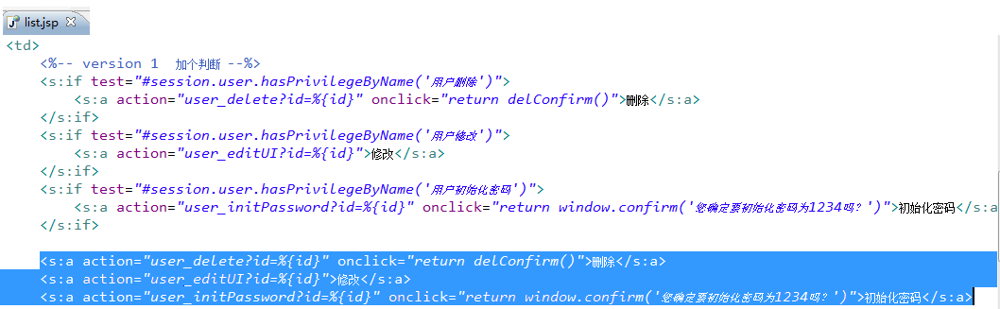 list.jsp
<td>
<%-- version 1 加个判断 --%>
<s:if test="#session.user.hasPrivilegeByName('用户删除')">
<s:a action="user_delete?id=%{id}" onclick="return delConfirm()">删除</s:a>
</s:if>
<s:if test="#session.user.hasPrivilegeByName('用户修改')">
<s:a action="user_editUI?id=%{id}">修改</s:a>
</s:if>
<s:if test="#session.user.hasPrivilegeByName('用户初始化密码')">
<s:a action="user_initPassword?id=%{id}" onclick="return window.confirm('您确定要初始化密码为1234吗？')">初始化密码</s:a
</s:if>
<s:a action="user_delete?id=%{id}" onclick="return delConfirm()">删除</s:a>
<s:a action="user_editUI?id=%{id}">修改</s:a>
<s:a action="user_initPassword?id=%{id}" onclick="return window.confirm('您确定要初始化密码为1234吗？')">初始化密码</s:a>